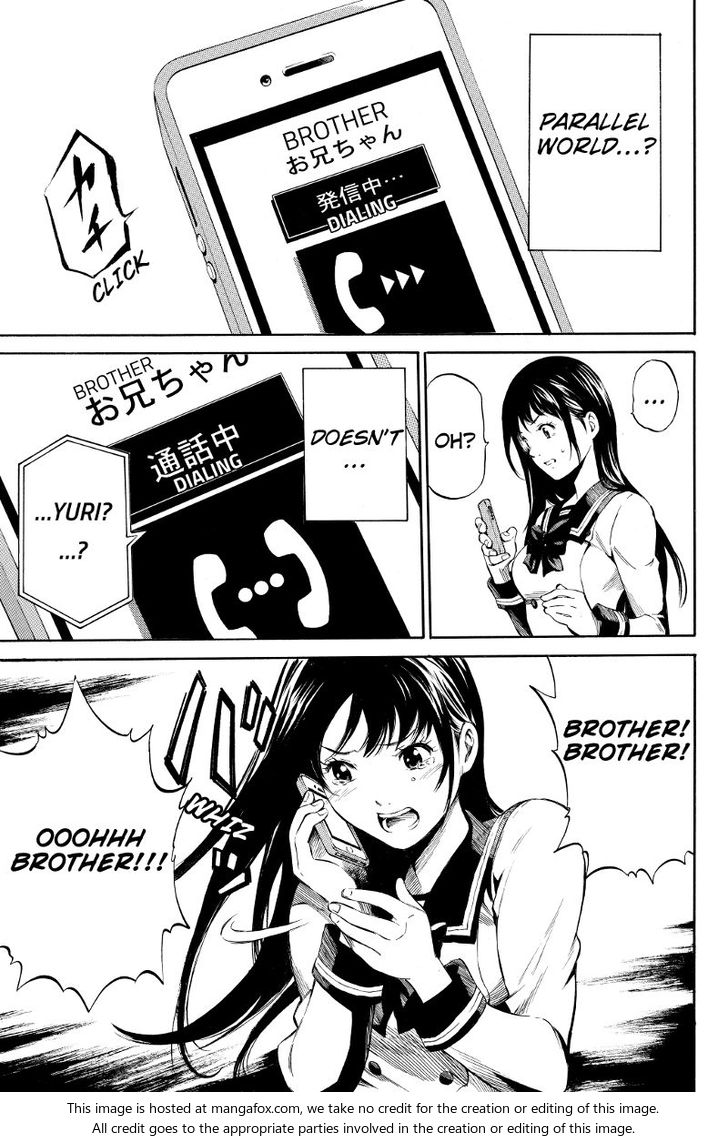 PARALLEL
WORLD...?
BROTHER
お兄ちゃん
発信中…
DIALING
カチ
CLICK
...
OH?
DOESN'T
...
BROTHER
お兄ちゃん
通話中
DIALING
...YURI?
...?
BROTHER!
BROTHER!
バッ
WHIZ
OOOHHH
BROTHER!!!
This image is hosted at mangafox.com, we take no credit for the creation or editing of this image.
All credit goes to the appropriate parties involved in the creation or editing of this image.